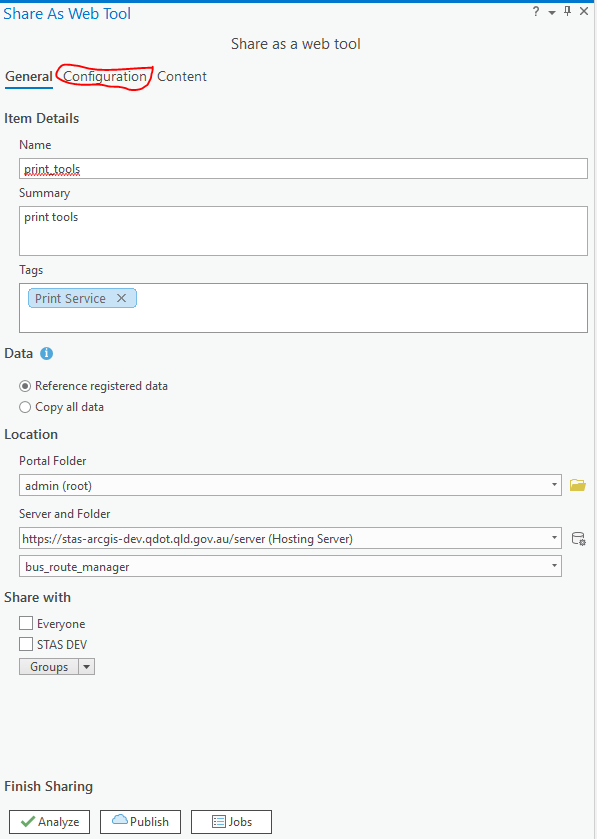 Share As Web Tool
?
Share as a web tool
General Configuration Content
Item Details
Name
print_tools
Summary
print tools
Tags
Print Service
Data
Reference registered data
Copy all data
Location
Portal Folder
admin (root)
Server and Folder
https://stas-arcgis-dev.qdot.qld.gov.au/server (Hosting Server)
bus_route_manager
Share with
Everyone
STAS DEV
Groups
Finish Sharing
Analyze Publish Jobs